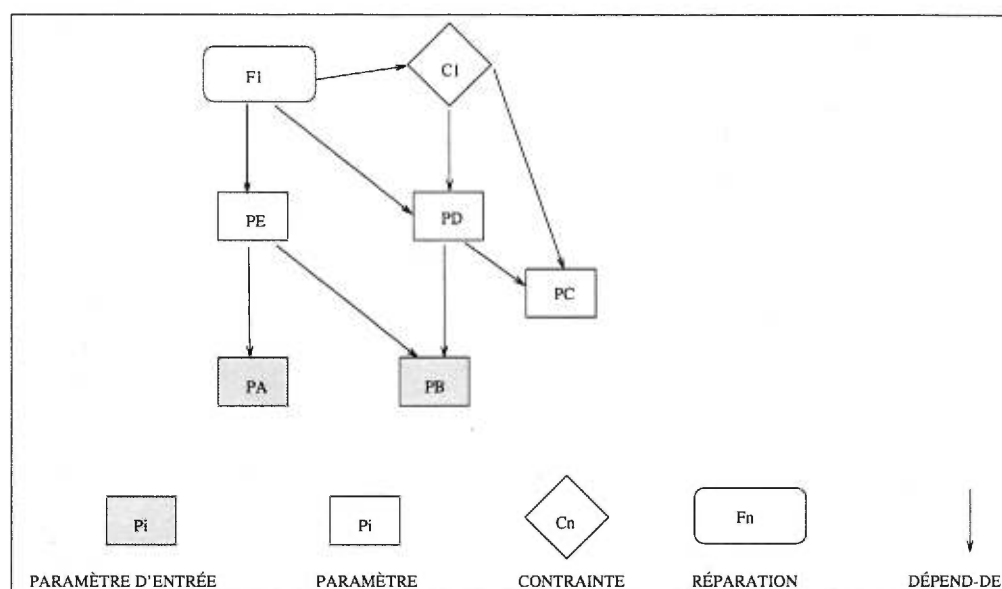 F1
C1
PE
PD
PC
PA
PB
Pi
Pi
Cn
Fn
PARAMÈTRE D'ENTRÉE
PARAMÈTRE
CONTRAINTE
RÉPARATION
DÉPEND-DE